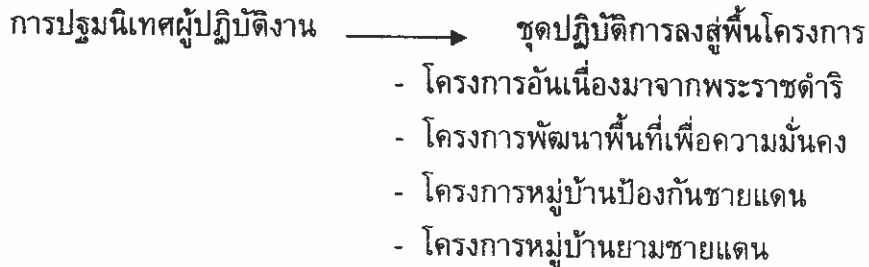 การปฐมนิเทศผู้ปฏิบัติงาน ชุดปฏิบัติการลงสู่พื้นโครงการ
- โครงการอันเนื่องมาจากพระราชดำริ
- โครงการพัฒนาพื้นที่เพื่อความมั่นคง
- โครงการหมู่บ้านป้องกันชายแดน
- โครงการหมู่บ้านยามชายแดน